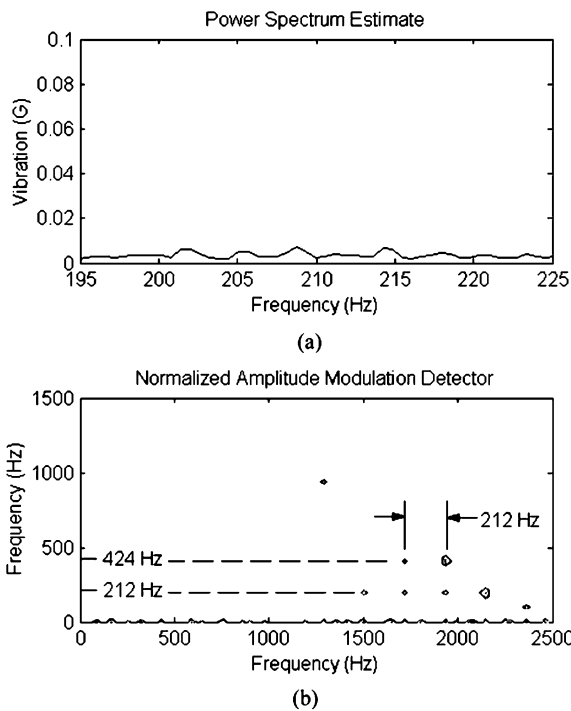 Power Spectrum Estimate
0.1
0.08
0.06
0.04
0.02
0
Vibration (G)
195 200 205 210 215 220 225
Frequency (Hz)
(a)
Normalized Amplitude Modulation Detector
1500
1000
500
0
Frequency (Hz)
212 Hz
424 Hz
212 Hz
0 500 1000 1500 2000 2500
Frequency (Hz)
(b)